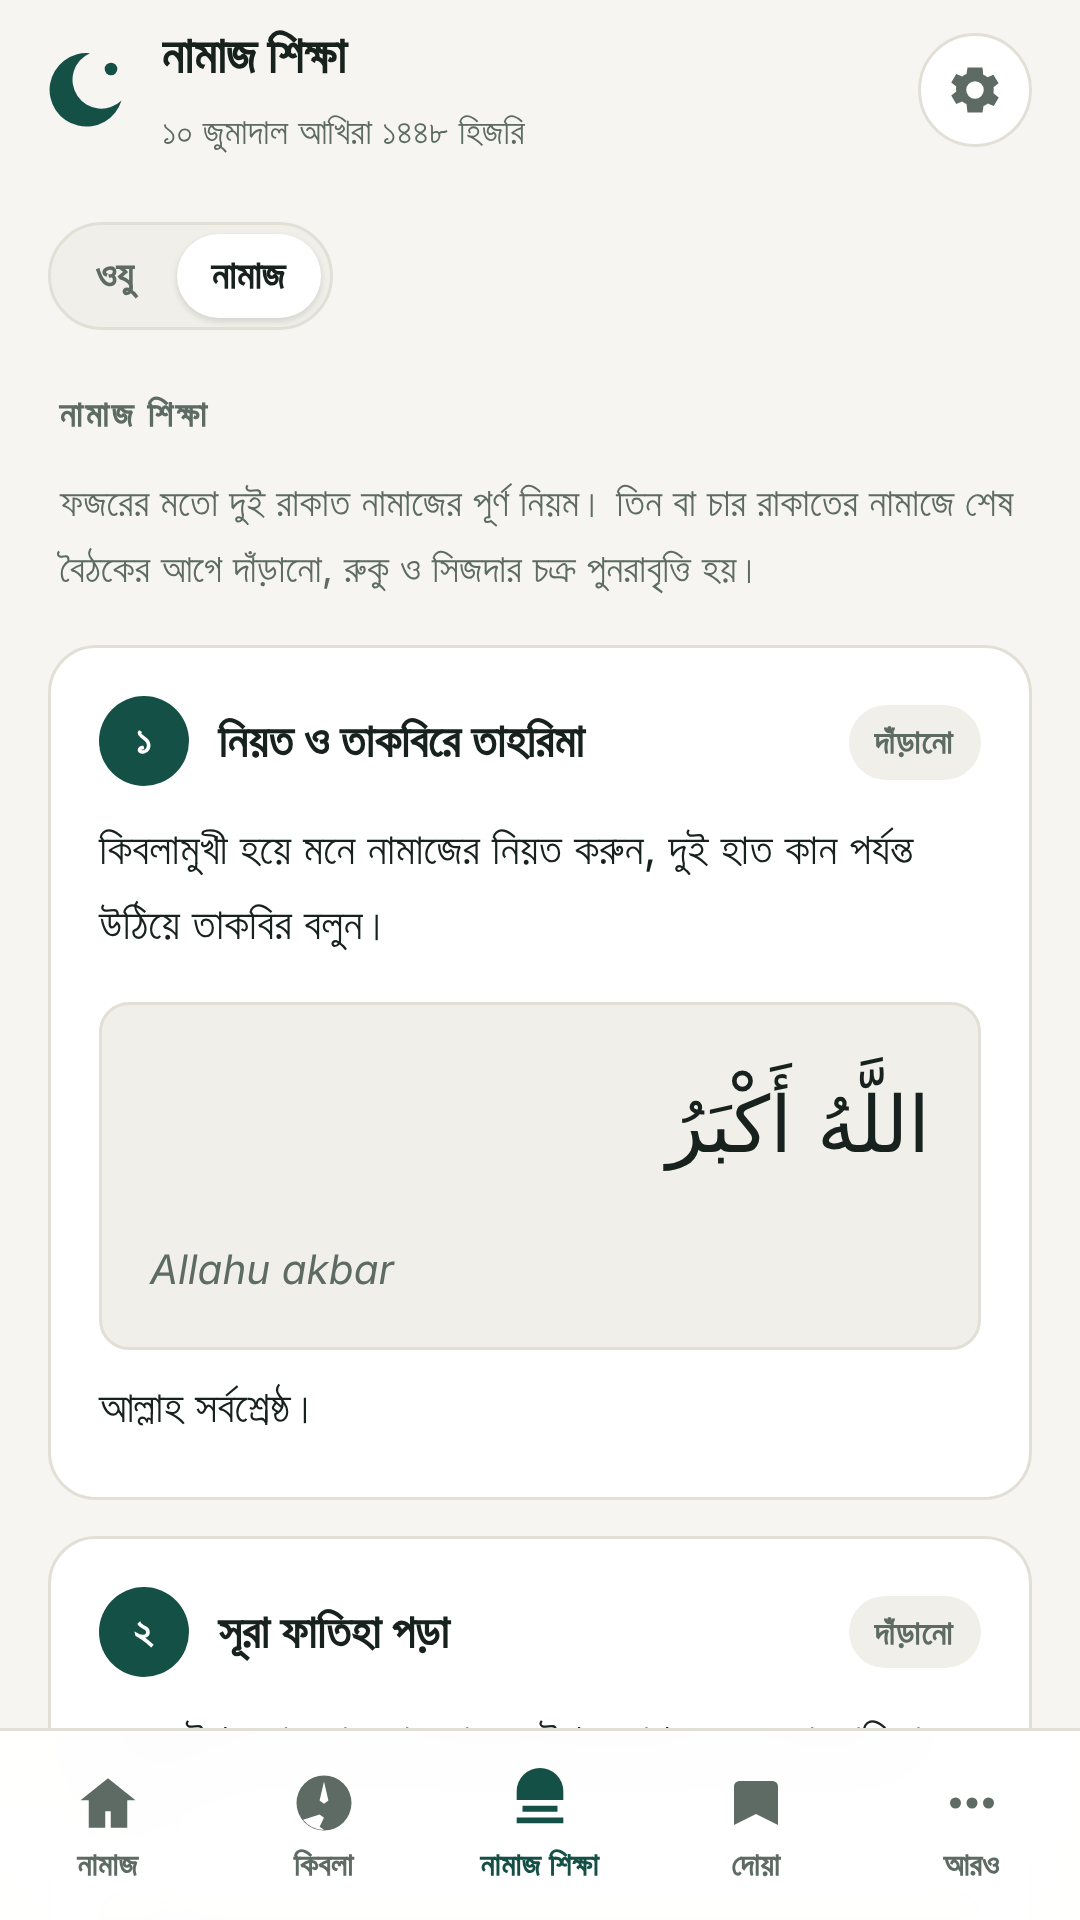 নামাজ শিক্ষা
১০ জুমাদাল আখিরা ১৪৪৮ হিজরি
ওযু
নামাজ
নামাজ শিক্ষা
ফজরের মতো দুই রাকাত নামাজের পূর্ণ নিয়ম। তিন বা চার রাকাতের নামাজে শেষ
বৈঠকের আগে দাঁড়ানো, রুকু ও সিজদার চক্র পুনরাবৃত্তি হয়।
১
নিয়ত ও তাকবিরে তাহরিমা
দাঁড়ানো
কিবলামুখী হয়ে মনে নামাজের নিয়ত করুন, দুই হাত কান পর্যন্ত
উঠিয়ে তাকবির বলুন।
اللَّهُ أَكْبَرُ
Allahu akbar
আল্লাহ সর্বশ্রেষ্ঠ।
২
সূরা ফাতিহা পড়া
দাঁড়ানো
নামাজ
কিবলা
নামাজ শিক্ষা
দোয়া
আরও